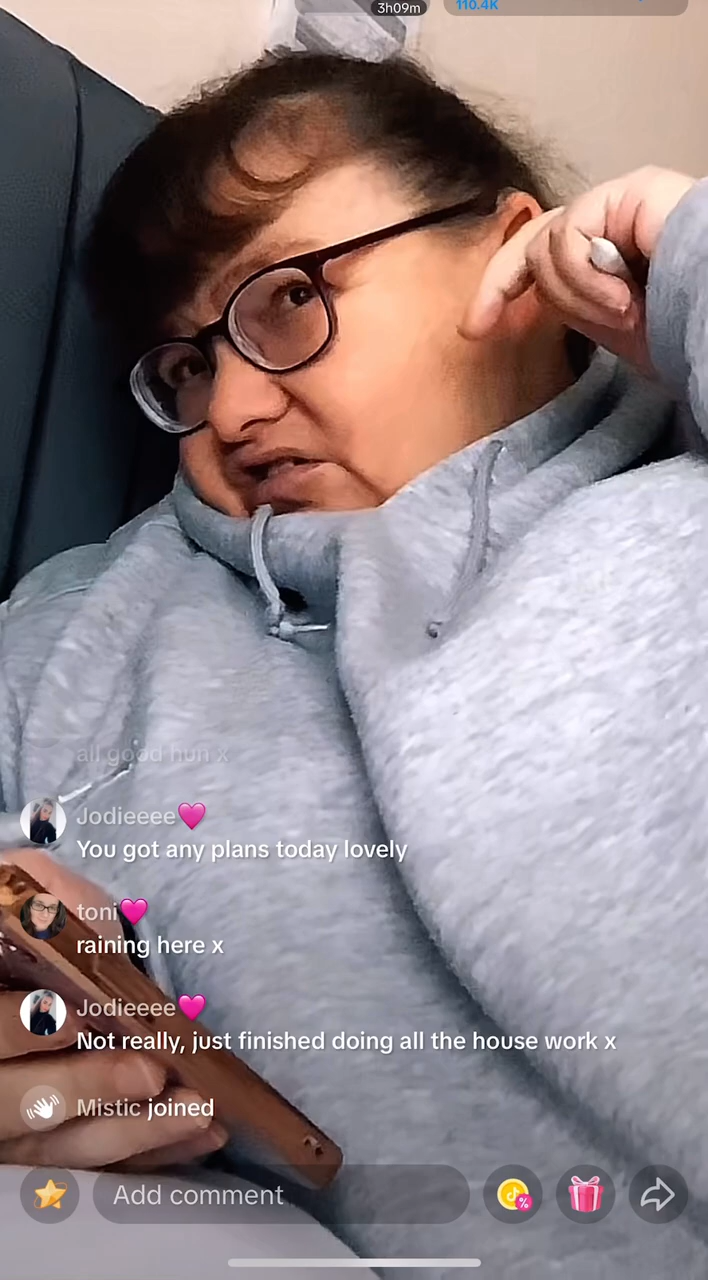 3h09m
110.4K
all good hun x
Jodieeee🩷
You got any plans today lovely
toni🩷
raining here x
Jodieeee🩷
Not really, just finished doing all the house work x
Mistic joined
Add comment